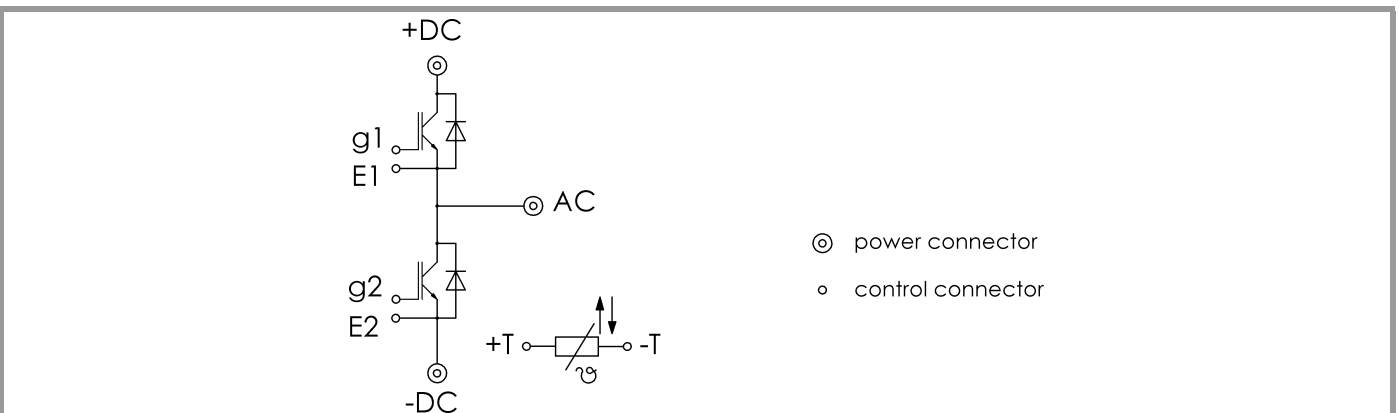 +DC
g1
E1
AC
power connector
g2
control connector
E2
+T
-T
ϑ
-DC